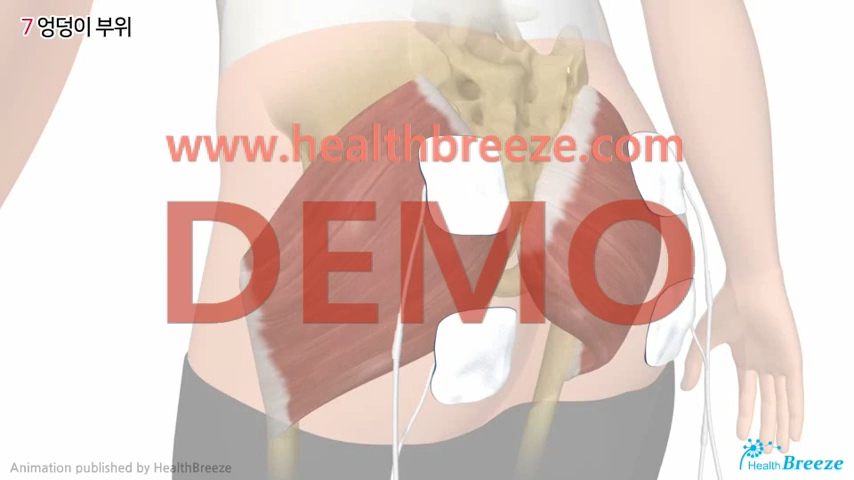 7 엉덩이 부위
www.healthbreeze.com
DEMO
Animation published by HealthBreeze
Health Breeze